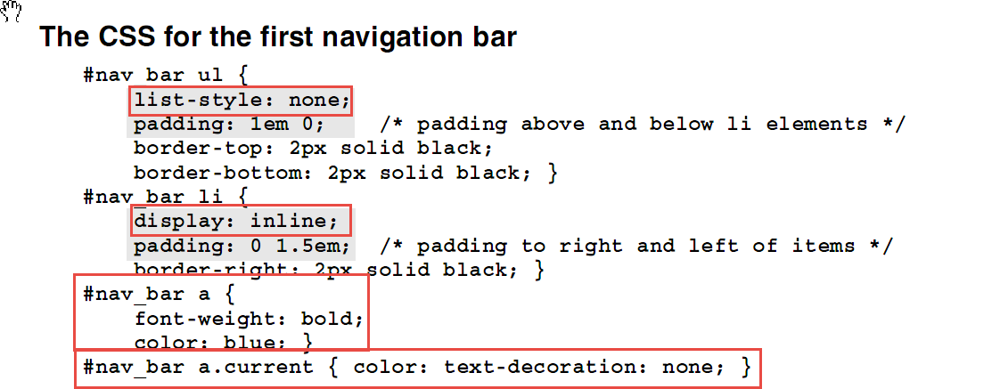 The CSS for the first navigation bar
#nav_bar ul {
list-style: none;
padding: 1em 0; /* padding above and below li elements */
border-top: 2px solid black;
border-bottom: 2px solid black; }
#nav_bar li {
display: inline;
padding: 0 1.5em; /* padding to right and left of items */
border-right: 2px solid black; }
#nav_bar a {
font-weight: bold;
color: blue; }
#nav_bar a.current { color: text-decoration: none; }